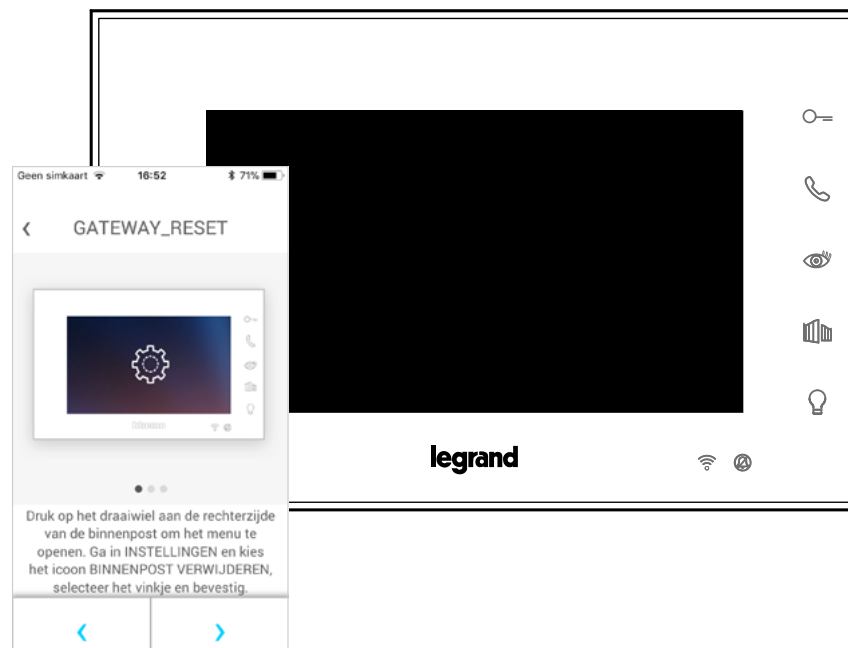 Geen simkaart 16:52 71%
GATEWAY_RESET
Druk op het draaiwiel aan de rechterzijde
van de binnenpost om het menu te
openen. Ga in INSTELLINGEN en kies
het icoon BINNENPOST VERWIJDEREN,
selecteer het vinkje en bevestig.
legrand